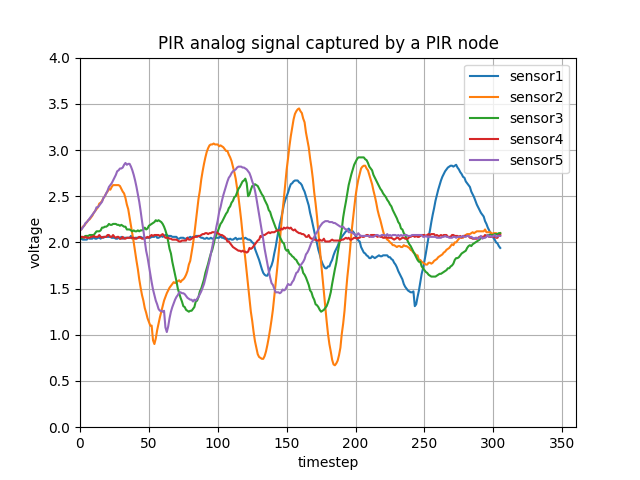 PIR analog signal captured by a PIR node
4.0
3.5
3.0
2.5
2.0
1.5
1.0
0.5
0.0
voltage
sensor1
sensor2
sensor3
sensor4
sensor5
0 50 100 150 200 250 300 350
timestep